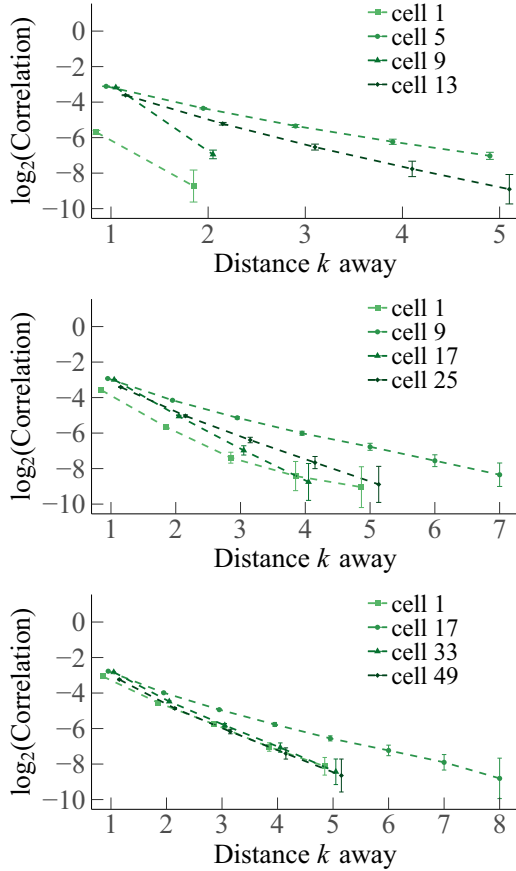 cell 1
cell 5
cell 9
cell 13
log2(Correlation)
0
−2
−4
−6
−8
−10
1 2 3 4 5
Distance k away
cell 1
cell 9
cell 17
cell 25
log2(Correlation)
0
−2
−4
−6
−8
−10
1 2 3 4 5 6 7
Distance k away
cell 1
cell 17
cell 33
cell 49
log2(Correlation)
0
−2
−4
−6
−8
−10
1 2 3 4 5 6 7 8
Distance k away